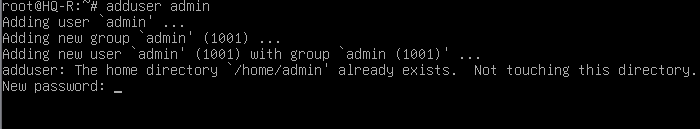 root@HQ-R:~# adduser admin
Adding user `admin' ...
Adding new group `admin' (1001) ...
Adding new user `admin' (1001) with group `admin (1001)' ...
adduser: The home directory `/home/admin' already exists.  Not touching this directory.
New password: _